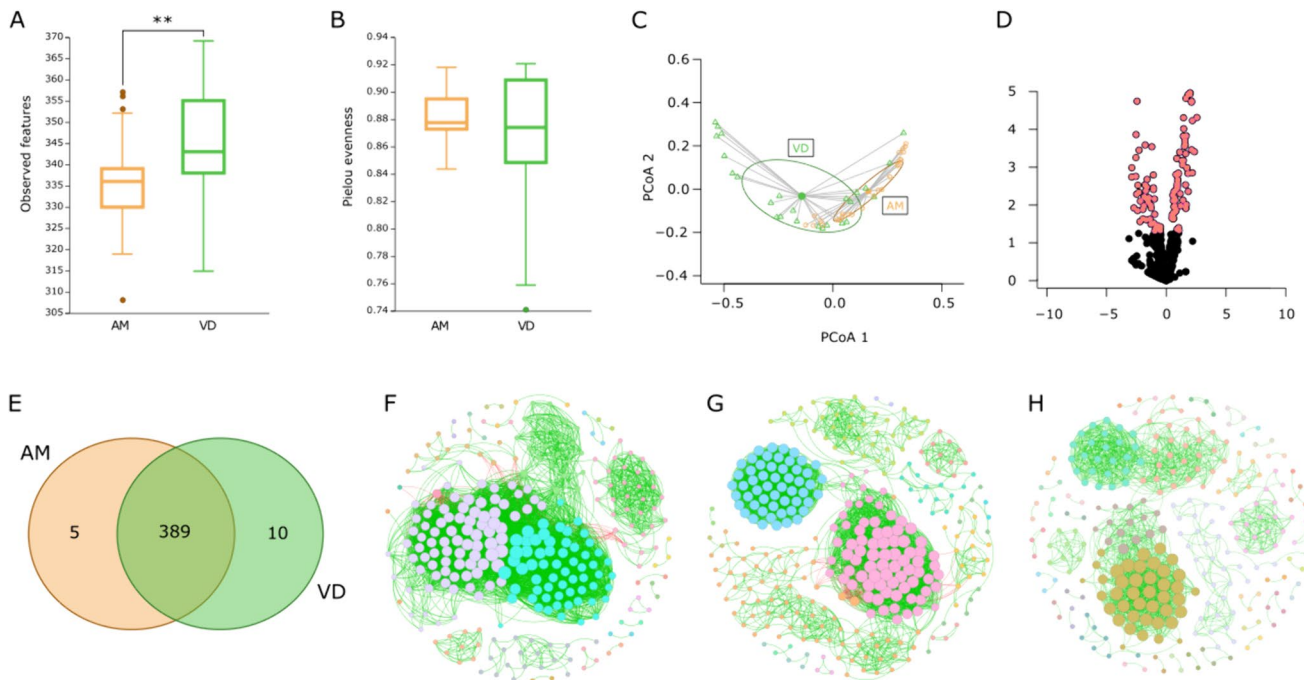 A
**
370
365
360
355
350
345
340
335
330
325
320
315
310
305
Observed features
AM
VD
B
0.94
0.92
0.90
0.88
0.86
0.84
0.82
0.80
0.78
0.76
0.74
Pielou evenness
AM
VD
C
0.6
0.4
0.2
0.0
−0.2
−0.4
PCoA 2
VD
AM
−0.5
0.0
0.5
PCoA 1
D
5
4
3
2
1
0
−10
−5
0
5
10
E
AM
5
389
10
VD
F
G
H